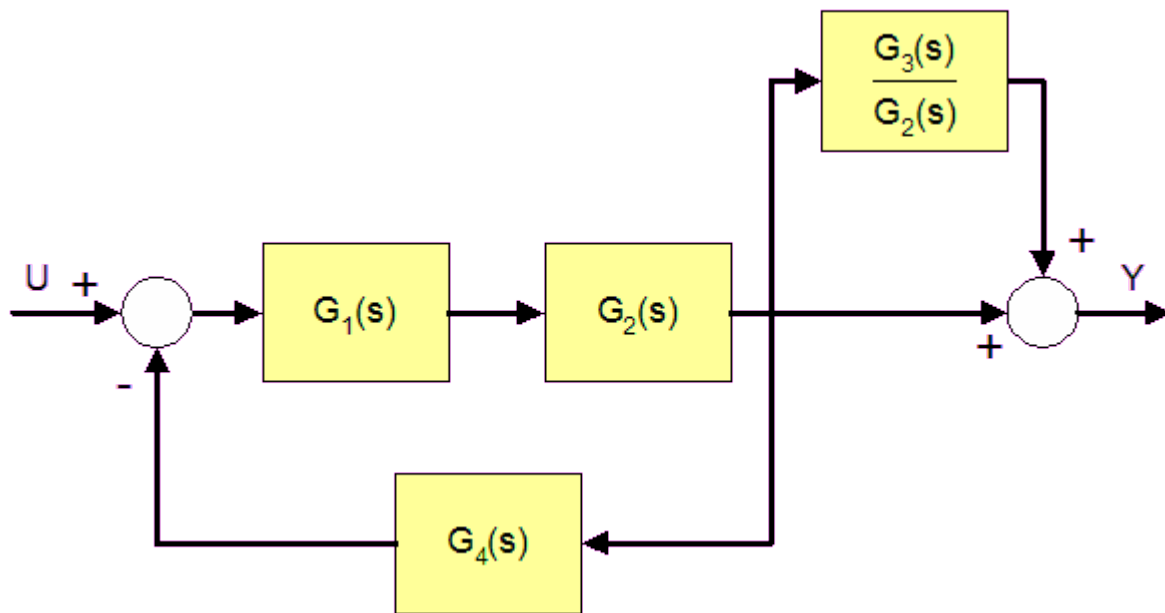 G₃(s)
G₂(s)
+
U +
G₁(s)
G₂(s)
Y
+
-
G₄(s)